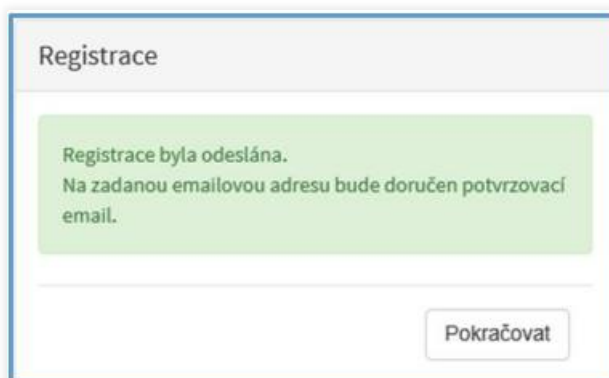 Registrace
Registrace byla odeslána.
Na zadanou emailovou adresu bude doručen potvrzovací
email.
Pokračovat